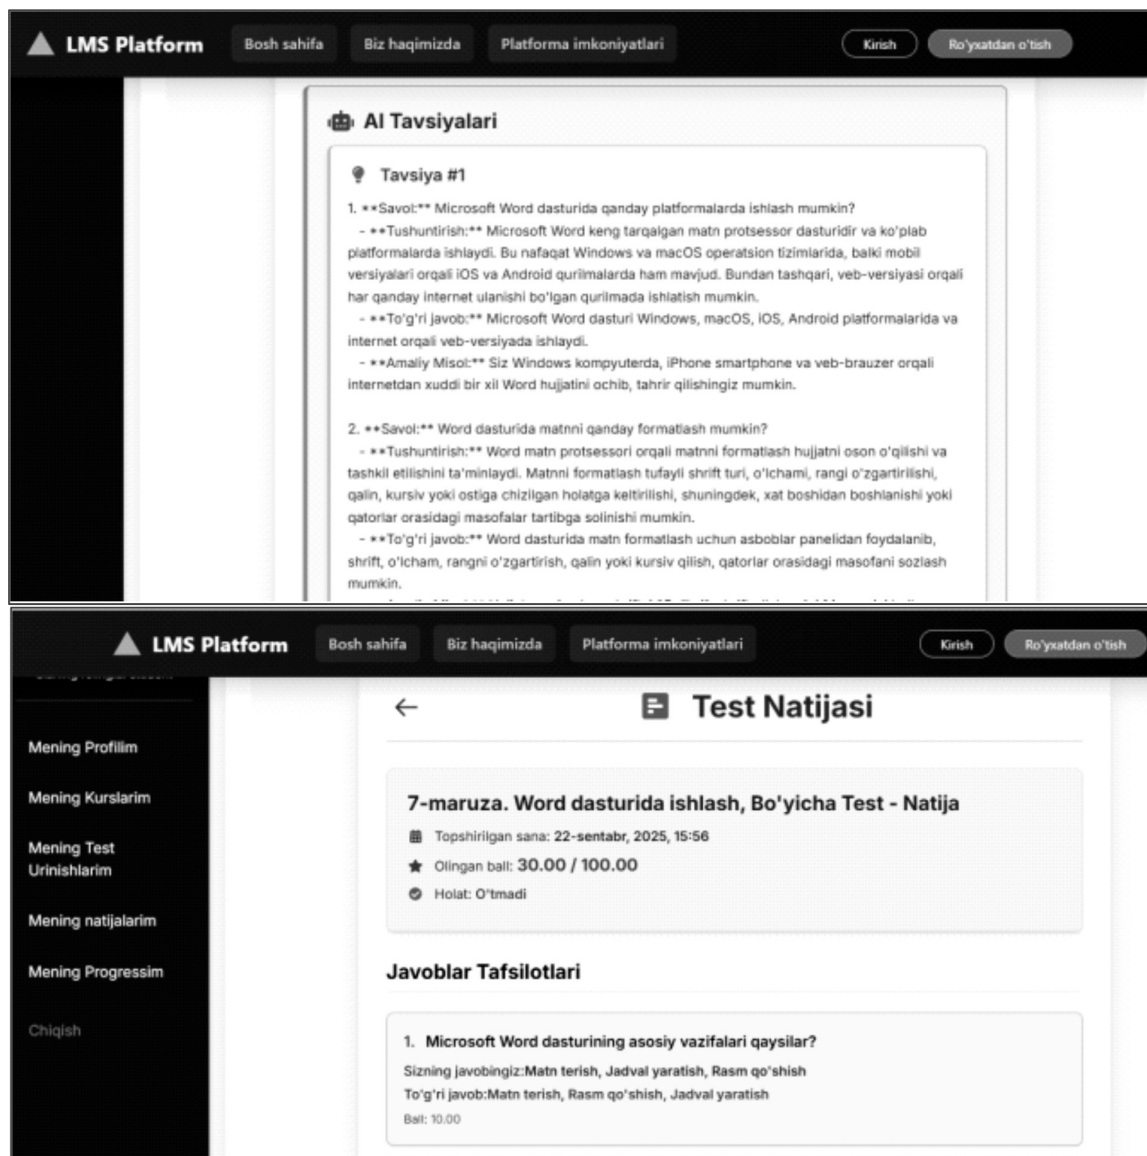 LMS Platform Bosh sahifa Biz haqimizda Platforma imkoniyatlari Kirish Ro'yxatdan o'tish
AI Tavsiyalari
Tavsiya #1
1. **Savol:** Microsoft Word dasturida qanday platformalarda ishlash mumkin?
- **Tushuntirish:** Microsoft Word keng tarqalgan matn protsessor dasturidir va ko'plab
platformalarda ishlaydi. Bu nafaqat Windows va macOS operatsion tizimlarida, balki mobil
versiyalari orqali iOS va Android qurilmalarda ham mavjud. Bundan tashqari, veb-versiyasi orqali
har qanday internet ulanishi bo'lgan qurilmada ishlatish mumkin.
- **To'g'ri javob:** Microsoft Word dasturi Windows, macOS, iOS, Android platformalarida va
internet orqali veb-versiyada ishlaydi.
- **Amaliy Misol:** Siz Windows kompyuterda, iPhone smartphone va veb-brauzer orqali
internetdan xuddi bir xil Word hujjatini ochib, tahrir qilishingiz mumkin.
2. **Savol:** Word dasturida matnni qanday formatlash mumkin?
- **Tushuntirish:** Word matn protsessori orqali matnni formatlash hujjatni oson o'qilishi va
tashkil etilishini ta'minlaydi. Matnni formatlash tufayli shrift turi, o'lchami, rangi o'zgartirilishi,
qalin, kursiv yoki ostiga chizilgan holatga keltirilishi, shuningdek, xat boshidan boshlanishi yoki
qatorlar orasidagi masofalar tartibga solinishi mumkin.
- **To'g'ri javob:** Word dasturida matn formatlash uchun asboblar panelidan foydalanib,
shrift, o'lcham, rangni o'zgartirish, qalin yoki kursiv qilish, qatorlar orasidagi masofani sozlash
mumkin.
LMS Platform Bosh sahifa Biz haqimizda Platforma imkoniyatlari Kirish Ro'yxatdan o'tish
Mening Profilim
Mening Kurslarim
Mening Test
Urinishlarim
Mening natijalarim
Mening Progressim
Chiqish
Test Natijasi
7-maruza. Word dasturida ishlash, Bo'yicha Test - Natija
Topshirilgan sana: 22-sentabr, 2025, 15:56
Olingan ball: 30.00 / 100.00
Holat: O'tmadi
Javoblar Tafsilotlari
1. Microsoft Word dasturining asosiy vazifalari qaysilar?
Sizning javobingiz:Matn terish, Jadval yaratish, Rasm qo'shish
To'g'ri javob:Matn terish, Rasm qo'shish, Jadval yaratish
Ball: 10.00